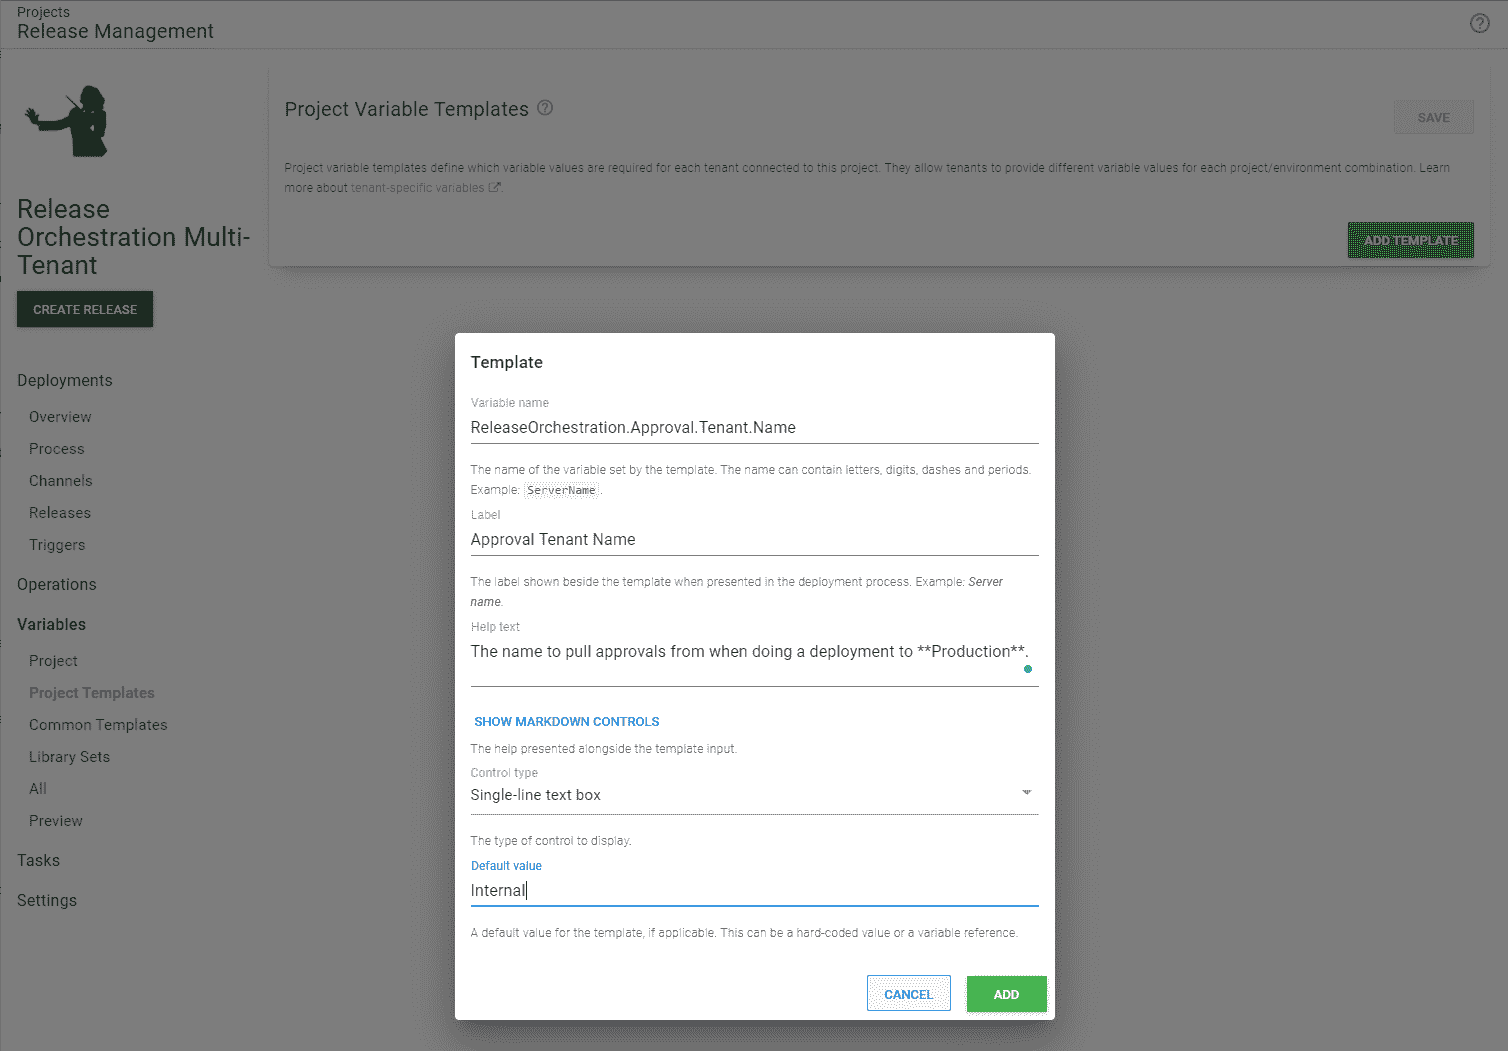 Projects
Release Management
Release
Orchestration Multi-
Tenant
CREATE RELEASE
Deployments
Overview
Process
Channels
Releases
Triggers
Operations
Variables
Project
Project Templates
Common Templates
Library Sets
All
Preview
Tasks
Settings
Project Variable Templates
SAVE
Project variable templates define which variable values are required for each tenant connected to this project. They allow tenants to provide different variable values for each project/environment combination. Learn
more about tenant-specific variables
ADD TEMPLATE
Template
Variable name
ReleaseOrchestration.Approval.Tenant.Name
The name of the variable set by the template. The name can contain letters, digits, dashes and periods.
Example: ServerName.
Label
Approval Tenant Name
The label shown beside the template when presented in the deployment process. Example: Server
name.
Help text
The name to pull approvals from when doing a deployment to **Production**.
SHOW MARKDOWN CONTROLS
The help presented alongside the template input.
Control type
Single-line text box
The type of control to display.
Default value
Internal
A default value for the template, if applicable. This can be a hard-coded value or a variable reference.
CANCEL
ADD